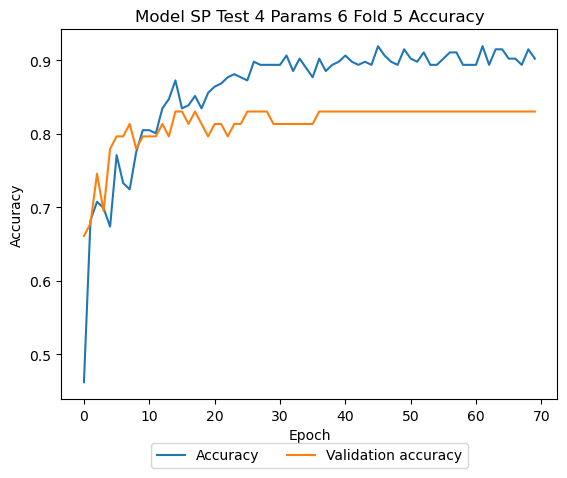 Model SP Test 4 Params 6 Fold 5 Accuracy
0.9
0.8
0.7
0.6
0.5
Accuracy
0 10 20 30 40 50 60 70
Epoch
Accuracy Validation accuracy